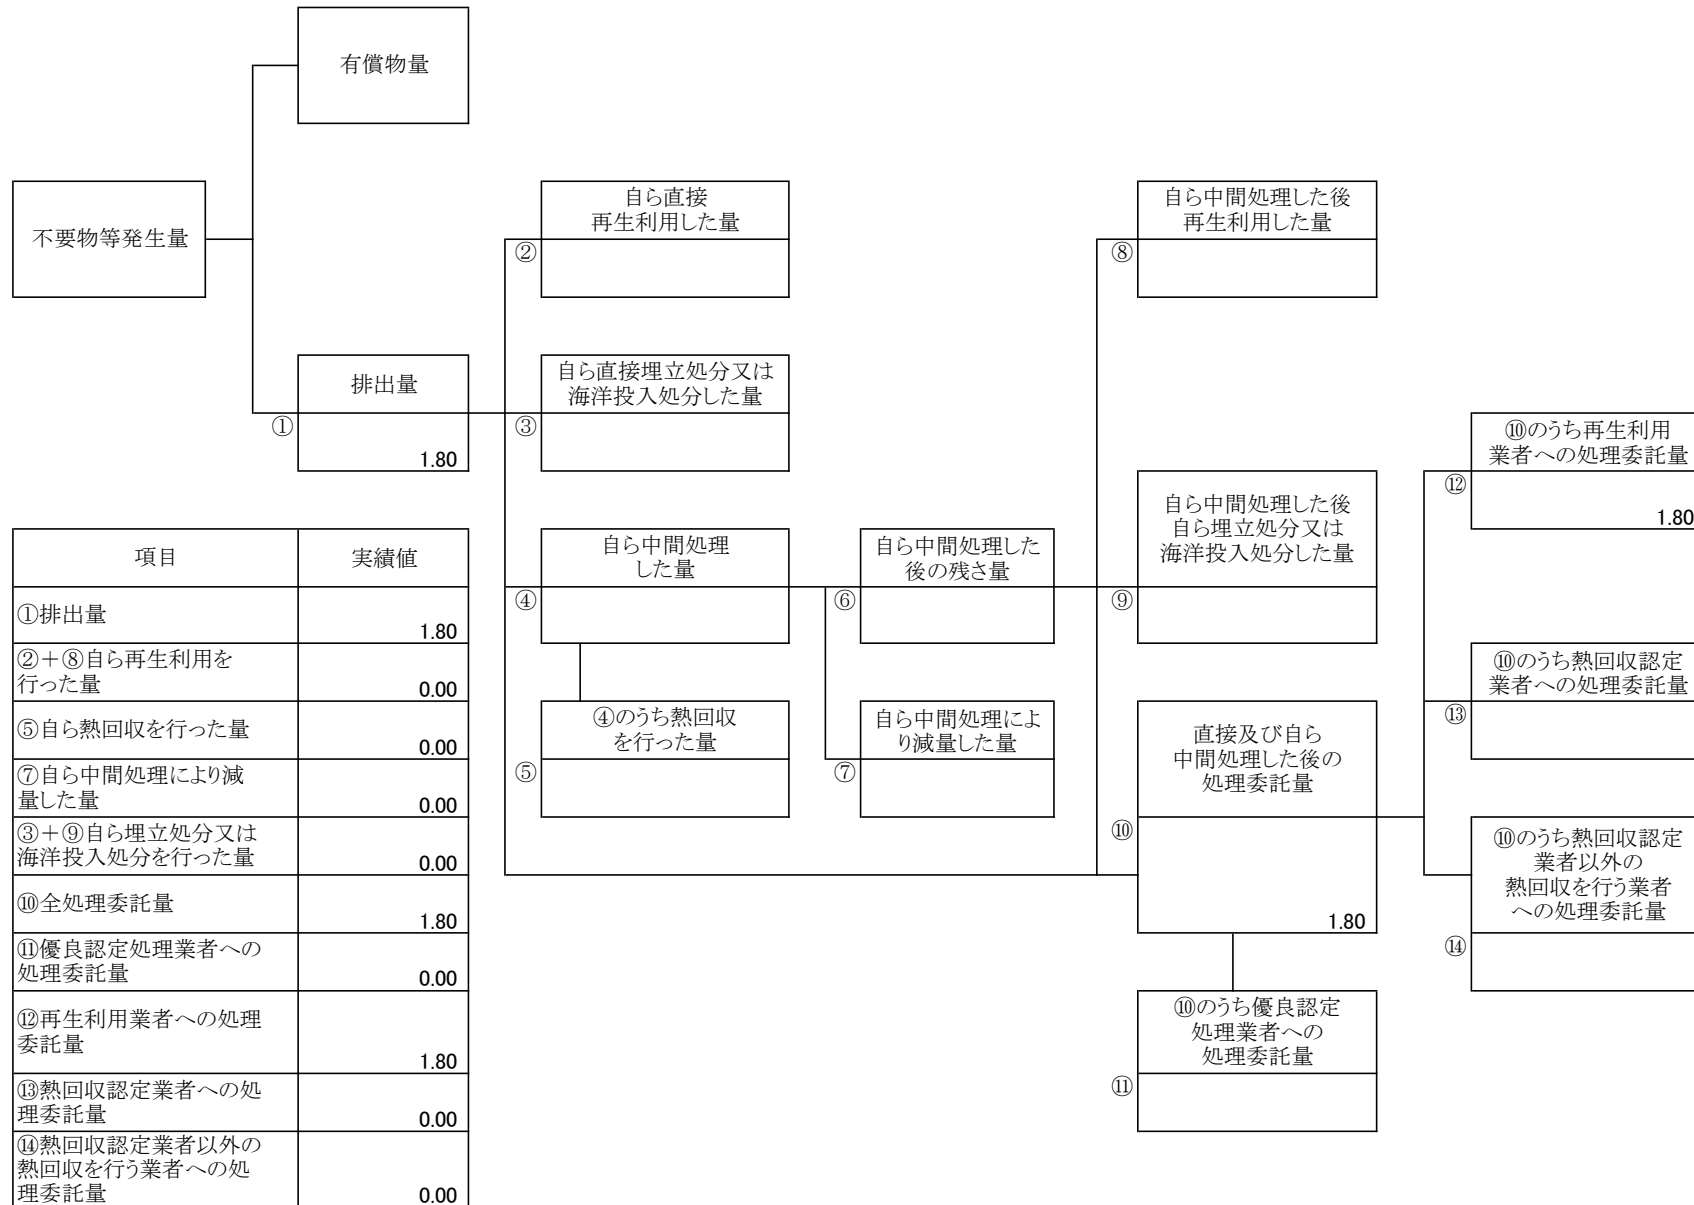 有償物量
不要物等発生量
排出量
①
1.80
自ら直接
再生利用した量
②
自ら直接埋立処分又は
海洋投入処分した量
③
自ら中間処理
した量
④
④のうち熱回収
を行った量
⑤
自ら中間処理した
後の残さ量
⑥
自ら中間処理によ
り減量した量
⑦
自ら中間処理した後
再生利用した量
⑧
自ら中間処理した後
自ら埋立処分又は
海洋投入処分した量
⑨
直接及び自ら
中間処理した後の
処理委託量
⑩
1.80
⑩のうち優良認定
処理業者への
処理委託量
⑪
⑩のうち再生利用
業者への処理委託量
⑫
1.80
⑩のうち熱回収認定
業者への処理委託量
⑬
⑩のうち熱回収認定
業者以外の
熱回収を行う業者
への処理委託量
⑭
項目
実績値
①排出量
1.80
②＋⑧自ら再生利用を
行った量
0.00
⑤自ら熱回収を行った量
0.00
⑦自ら中間処理により減
量した量
0.00
③＋⑨自ら埋立処分又は
海洋投入処分を行った量
0.00
⑩全処理委託量
1.80
⑪優良認定処理業者への
処理委託量
0.00
⑫再生利用業者への処理
委託量
1.80
⑬熱回収認定業者への処
理委託量
0.00
⑭熱回収認定業者以外の
熱回収を行う業者への処
理委託量
0.00